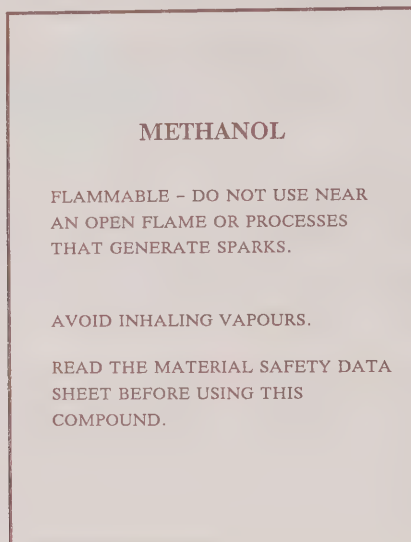 METHANOL
FLAMMABLE – DO NOT USE NEAR
AN OPEN FLAME OR PROCESSES
THAT GENERATE SPARKS.
AVOID INHALING VAPOURS.
READ THE MATERIAL SAFETY DATA
SHEET BEFORE USING THIS
COMPOUND.